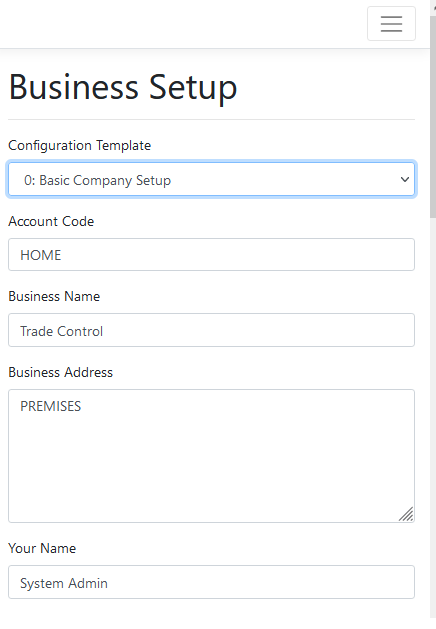 Business Setup
Configuration Template
0: Basic Company Setup
Account Code
HOME
Business Name
Trade Control
Business Address
PREMISES
Your Name
System Admin